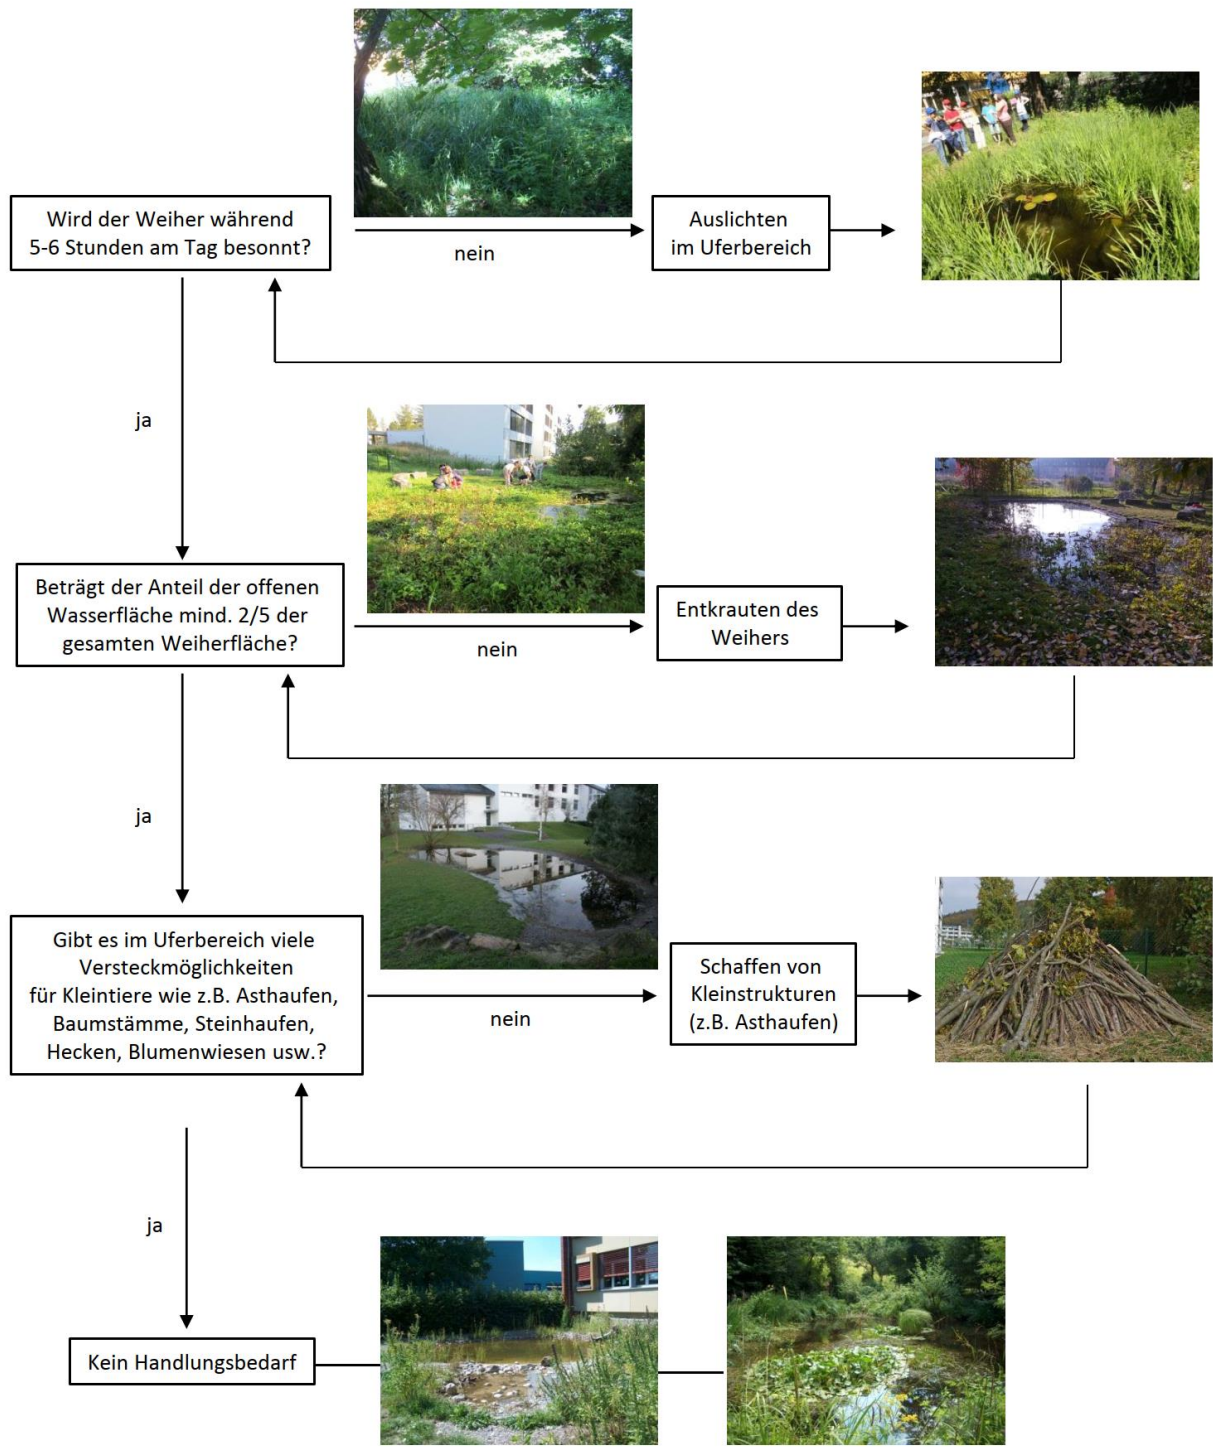 Wird der Weiher während
5-6 Stunden am Tag besonnt?
nein
Auslichten
im Uferbereich
ja
Beträgt der Anteil der offenen
Wasserfläche mind. 2/5 der
gesamten Weiherfläche?
nein
Entkrauten des
Weihers
ja
Gibt es im Uferbereich viele
Versteckmöglichkeiten
für Kleintiere wie z.B. Asthaufen,
Baumstämme, Steinhaufen,
Hecken, Blumenwiesen usw.?
nein
Schaffen von
Kleinstrukturen
(z.B. Asthaufen)
ja
Kein Handlungsbedarf